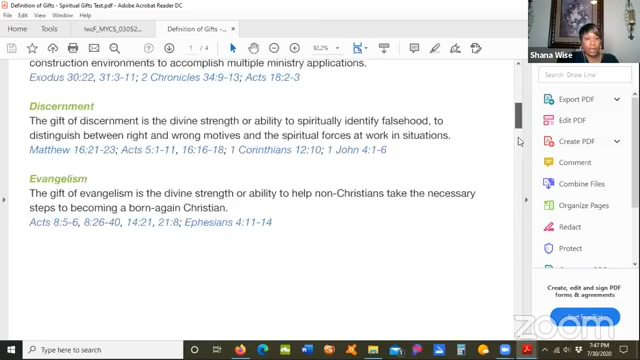 Definition of Gifts - Spiritual Gifts Test.pdf - Adobe Acrobat Reader DC
File Edit View Sign Window Help
Home Tools lwcF_MYCS_03052... Definition of Gifts -... ×
1 / 4 92.2%
Shana Wise
construction environments to accomplish multiple ministry applications.
Exodus 30:22, 31:3-11; 2 Chronicles 34:9-13; Acts 18:2-3
Discernment
The gift of discernment is the divine strength or ability to spiritually identify falsehood, to
distinguish between right and wrong motives and the spiritual forces at work in situations.
Matthew 16:21-23; Acts 5:1-11, 16:16-18; 1 Corinthians 12:10; 1 John 4:1-6
Evangelism
The gift of evangelism is the divine strength or ability to help non-Christians take the necessary
steps to becoming a born-again Christian.
Acts 8:5-6, 8:26-40, 14:21, 21:8; Ephesians 4:11-14
Search 'Draw Line'
Export PDF
Edit PDF
Create PDF
Comment
Combine Files
Organize Pages
Redact
Protect
Create, edit and sign PDF
forms & agreements
Start Free Trial
zoom
Type here to search
7:47 PM
7/30/2020